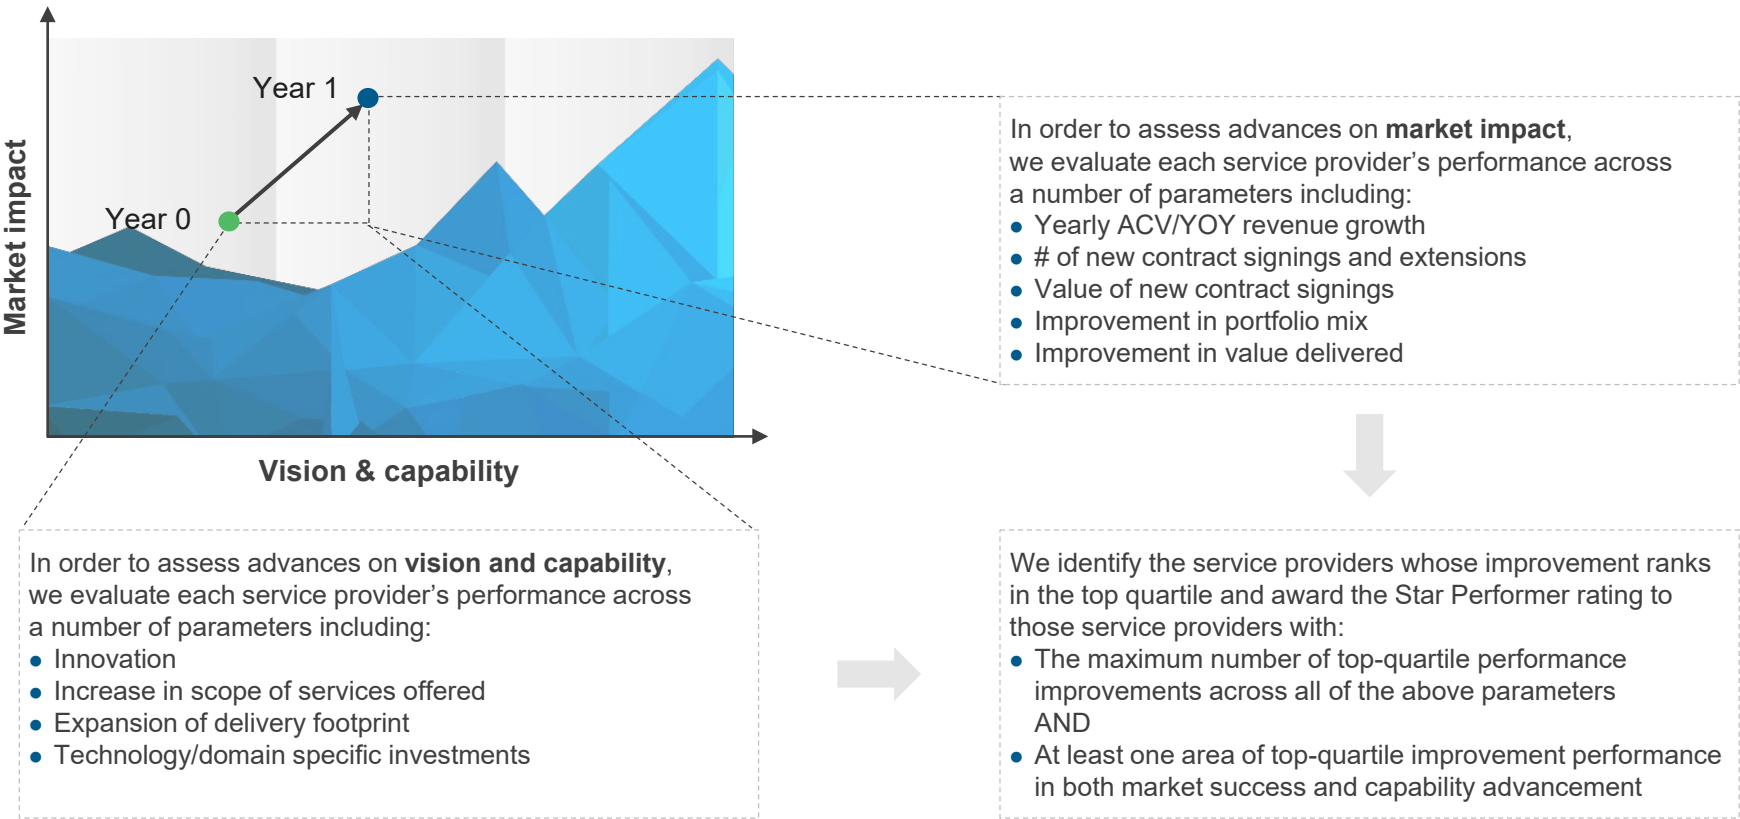 Year 1
Year 0
Market impact
Vision & capability
In order to assess advances on market impact,
we evaluate each service provider’s performance across
a number of parameters including:
● Yearly ACV/YOY revenue growth
● # of new contract signings and extensions
● Value of new contract signings
● Improvement in portfolio mix
● Improvement in value delivered
In order to assess advances on vision and capability,
we evaluate each service provider’s performance across
a number of parameters including:
● Innovation
● Increase in scope of services offered
● Expansion of delivery footprint
● Technology/domain specific investments
We identify the service providers whose improvement ranks
in the top quartile and award the Star Performer rating to
those service providers with:
● The maximum number of top-quartile performance
improvements across all of the above parameters
AND
● At least one area of top-quartile improvement performance
in both market success and capability advancement